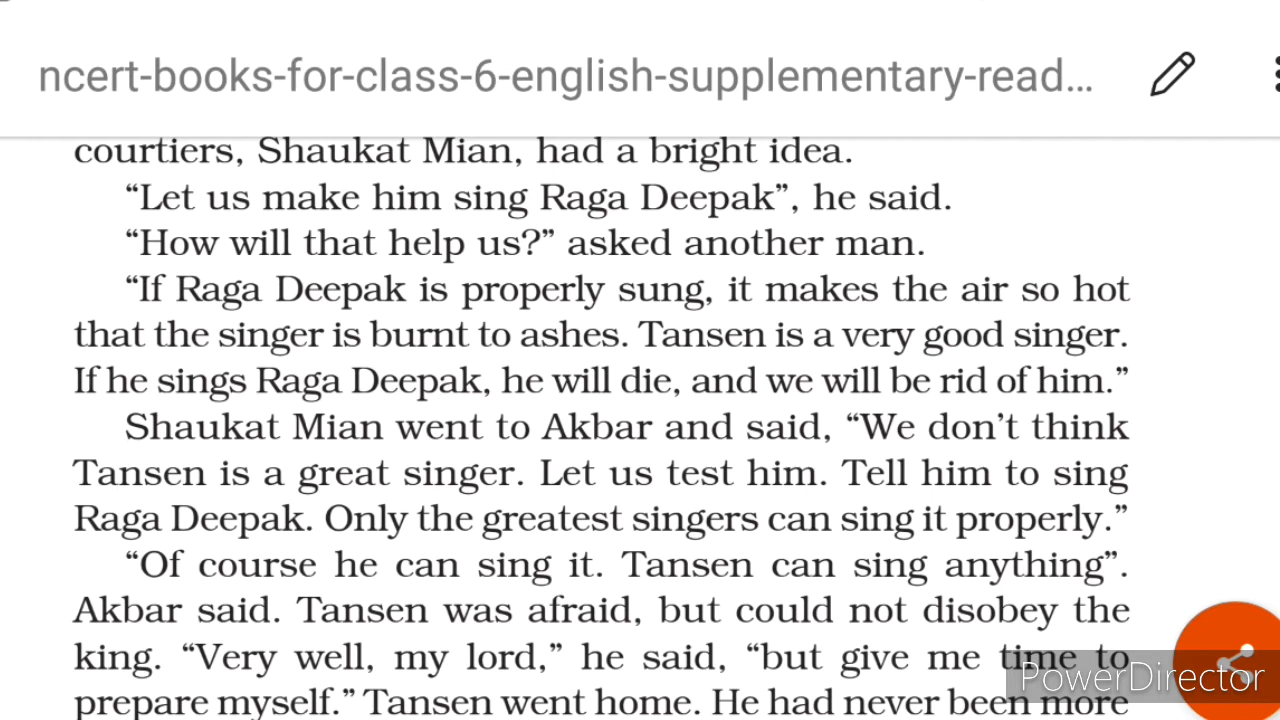 ncert-books-for-class-6-english-supplementary-read...
courtiers, Shaukat Mian, had a bright idea.
“Let us make him sing Raga Deepak”, he said.
“How will that help us?” asked another man.
“If Raga Deepak is properly sung, it makes the air so hot
that the singer is burnt to ashes. Tansen is a very good singer.
If he sings Raga Deepak, he will die, and we will be rid of him.”
Shaukat Mian went to Akbar and said, “We don’t think
Tansen is a great singer. Let us test him. Tell him to sing
Raga Deepak. Only the greatest singers can sing it properly.”
“Of course he can sing it. Tansen can sing anything”.
Akbar said. Tansen was afraid, but could not disobey the
king. “Very well, my lord,” he said, “but give me time to
PowerDirector
prepare myself.” Tansen went home. He had never been more